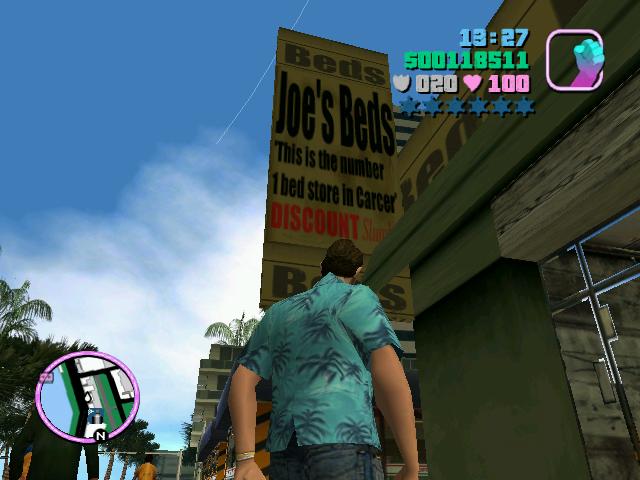 13:27
$00118511
020 100
Beds
Joe's Beds
'This is the number
1 bed store in Carcer'
DISCOUNT
Beds
N